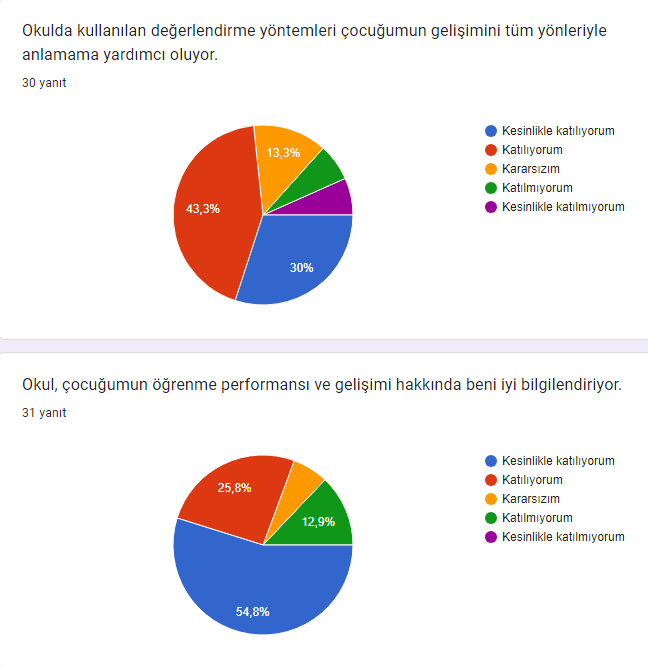 Okulda kullanılan değerlendirme yöntemleri çocuğumun gelişimini tüm yönleriyle
anlamama yardımcı oluyor.
30 yanıt
13,3%
43,3%
30%
Kesinlikle katılıyorum
Katılıyorum
Kararsızım
Katılmıyorum
Kesinlikle katılmıyorum
Okul, çocuğumun öğrenme performansı ve gelişimi hakkında beni iyi bilgilendiriyor.
31 yanıt
25,8%
12,9%
54,8%
Kesinlikle katılıyorum
Katılıyorum
Kararsızım
Katılmıyorum
Kesinlikle katılmıyorum